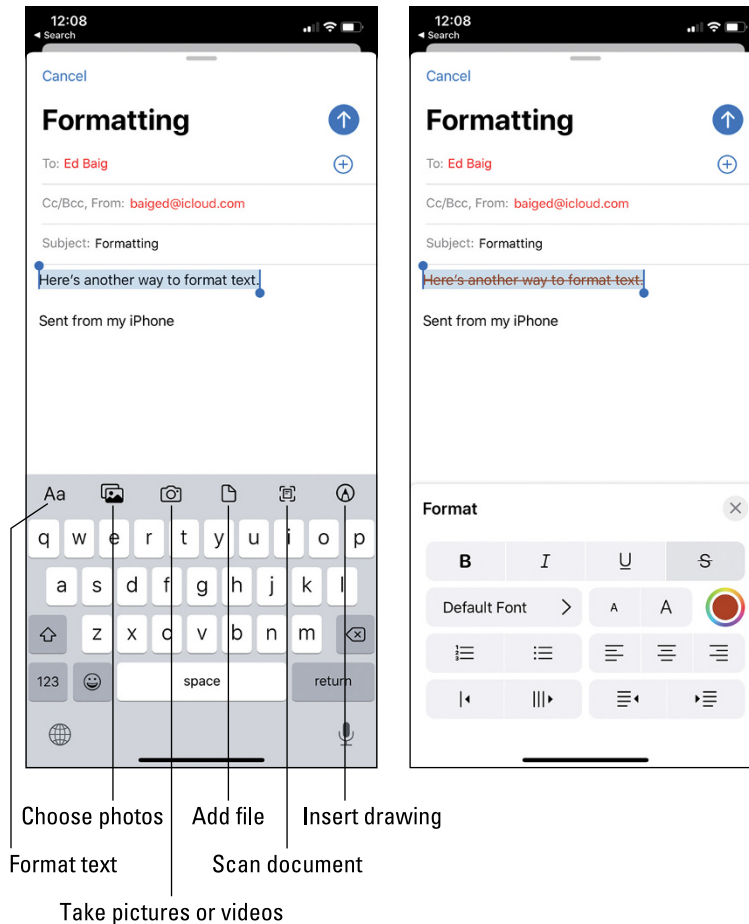 12:08
Search
Cancel
Formatting
To: Ed Baig
Cc/Bcc, From: baiged@icloud.com
Subject: Formatting
Here's another way to format text.
Sent from my iPhone
Aa
q w e r t y u i o p
a s d f g h j k l
z x c v b n m
123 space return
Choose photos Add file Insert drawing
Format text Scan document
Take pictures or videos
12:08
Search
Cancel
Formatting
To: Ed Baig
Cc/Bcc, From: baiged@icloud.com
Subject: Formatting
Here's another way to format text.
Sent from my iPhone
Format
B I U S
Default Font A A